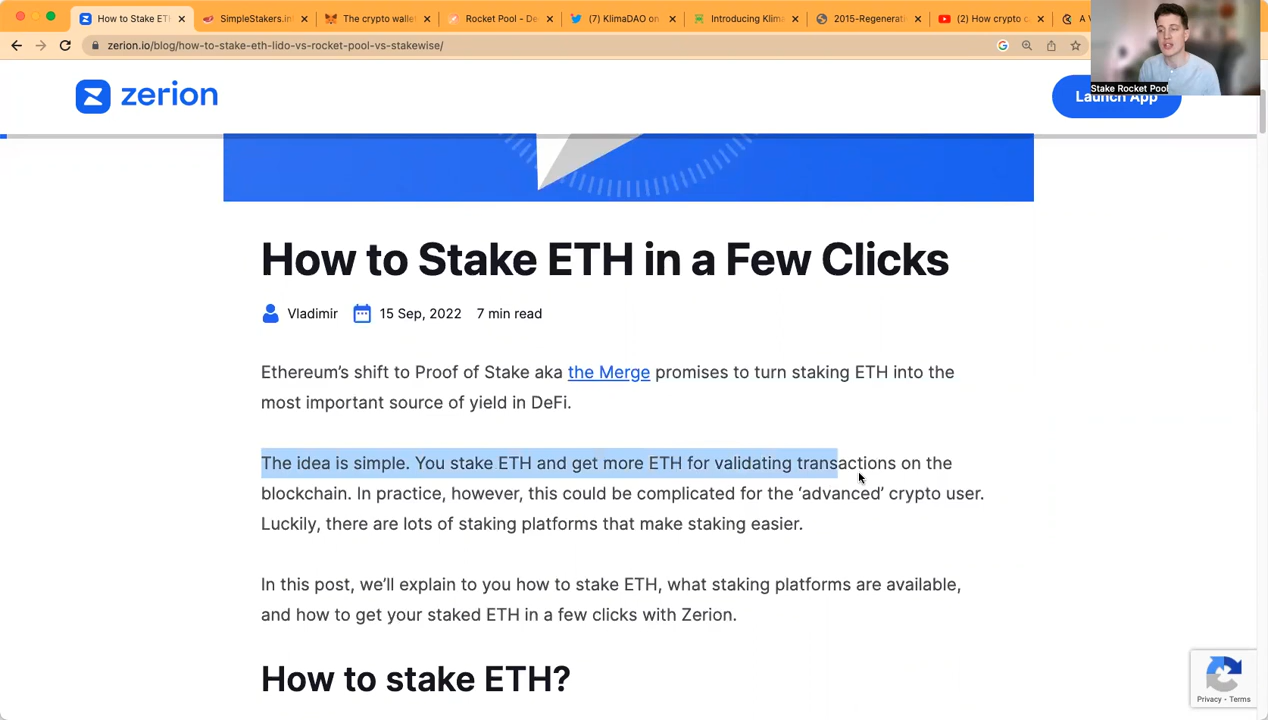 How to Stake ETH
SimpleStakers.in
The crypto walle
Rocket Pool - De
(7) KlimaDAO on
Introducing Klima
2015-Regenerati
(2) How crypto c
A V
zerion.io/blog/how-to-stake-eth-lido-vs-rocket-pool-vs-stakewise/
Stake Rocket Pool
zerion
Launch App
How to Stake ETH in a Few Clicks
Vladimir 15 Sep, 2022 7 min read
Ethereum’s shift to Proof of Stake aka the Merge promises to turn staking ETH into the
most important source of yield in DeFi.
The idea is simple. You stake ETH and get more ETH for validating transactions on the
blockchain. In practice, however, this could be complicated for the ‘advanced’ crypto user.
Luckily, there are lots of staking platforms that make staking easier.
In this post, we’ll explain to you how to stake ETH, what staking platforms are available,
and how to get your staked ETH in a few clicks with Zerion.
How to stake ETH?
Privacy - Terms